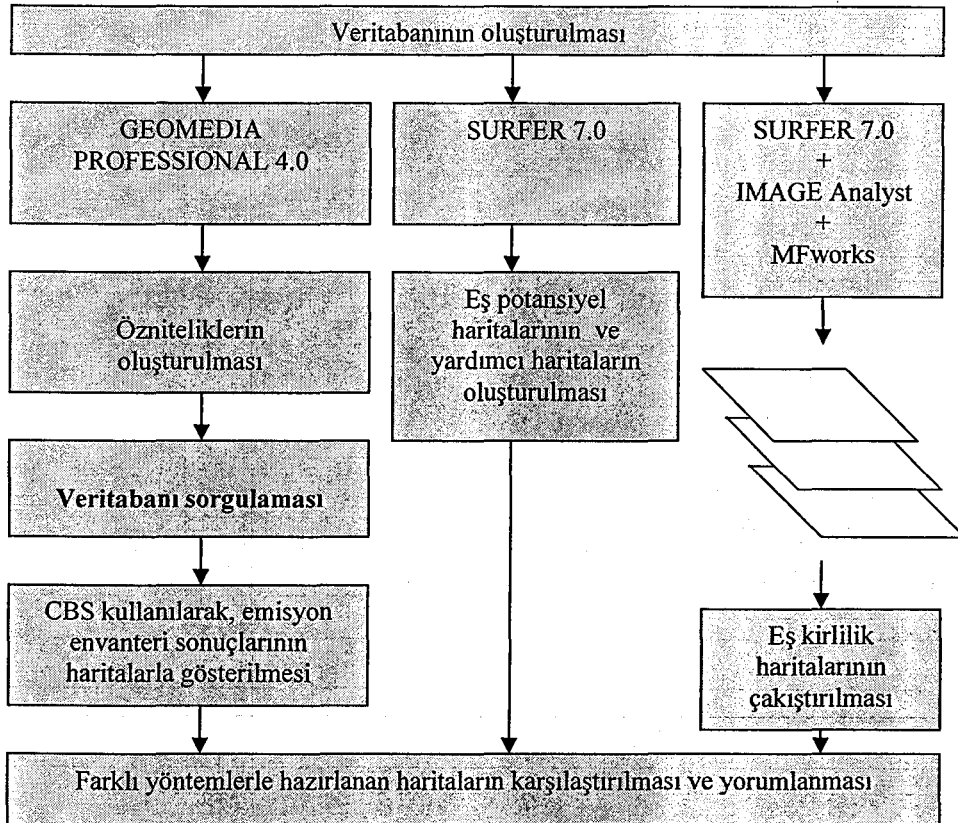 Veritabanının oluşturulması
GEOMEDIA
PROFESSIONAL 4.0
SURFER 7.0
SURFER 7.0
+
IMAGE Analyst
+
MFworks
Özniteliklerin
oluşturulması
Eş potansiyel
haritalarının ve
yardımcı haritaların
oluşturulması
Veritabanı sorgulaması
CBS kullanılarak, emisyon
envanteri sonuçlarının
haritalarla gösterilmesi
Eş kirlilik
haritalarının
çakıştırılması
Farklı yöntemlerle hazırlanan haritaların karşılaştırılması ve yorumlanması